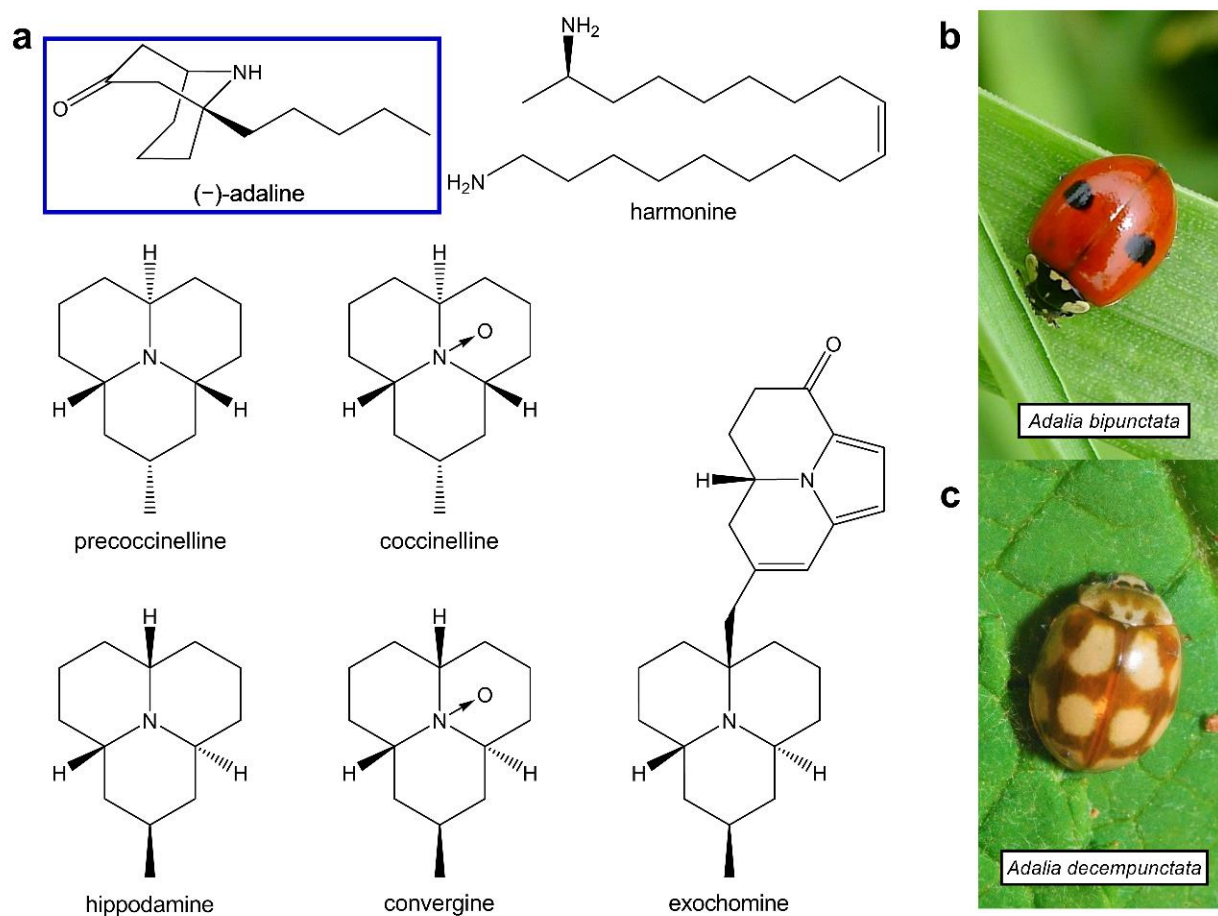 a
NH
O
(−)-adaline
NH₂
H₂N
harmonine
H
N
H
H
precoccinelline
H
O
N
H
H
coccinelline
H
N
H
H
hippodamine
H
O
N
H
H
convergine
O
H
N
N
H
H
exochomine
b
Adalia bipunctata
c
Adalia decempunctata